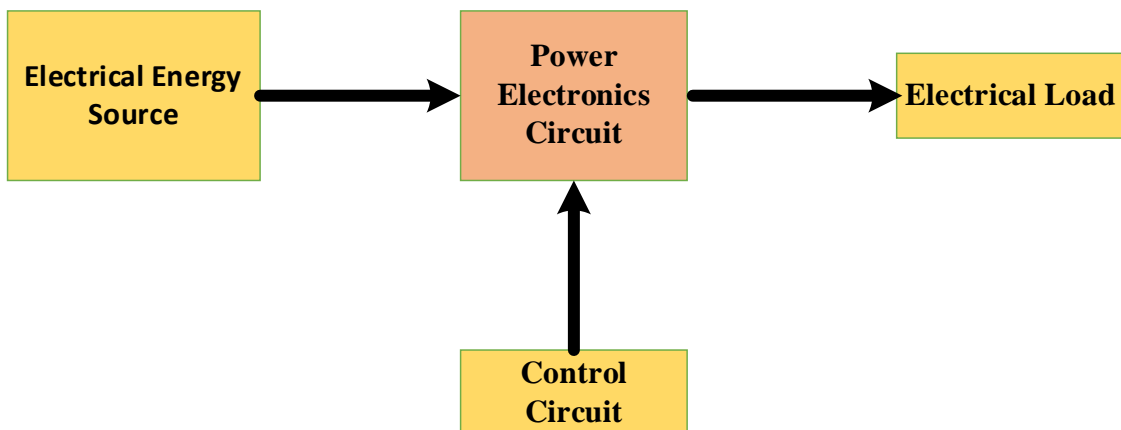 Electrical Energy
Source
Power
Electronics
Circuit
Electrical Load
Control
Circuit